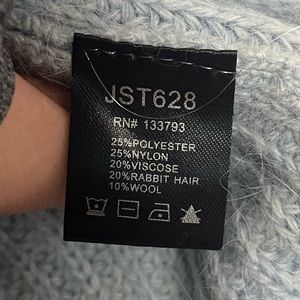 JST628
RN# 133793
25%POLYESTER
25%NYLON
20%VISCOSE
20%RABBIT HAIR
10%WOOL